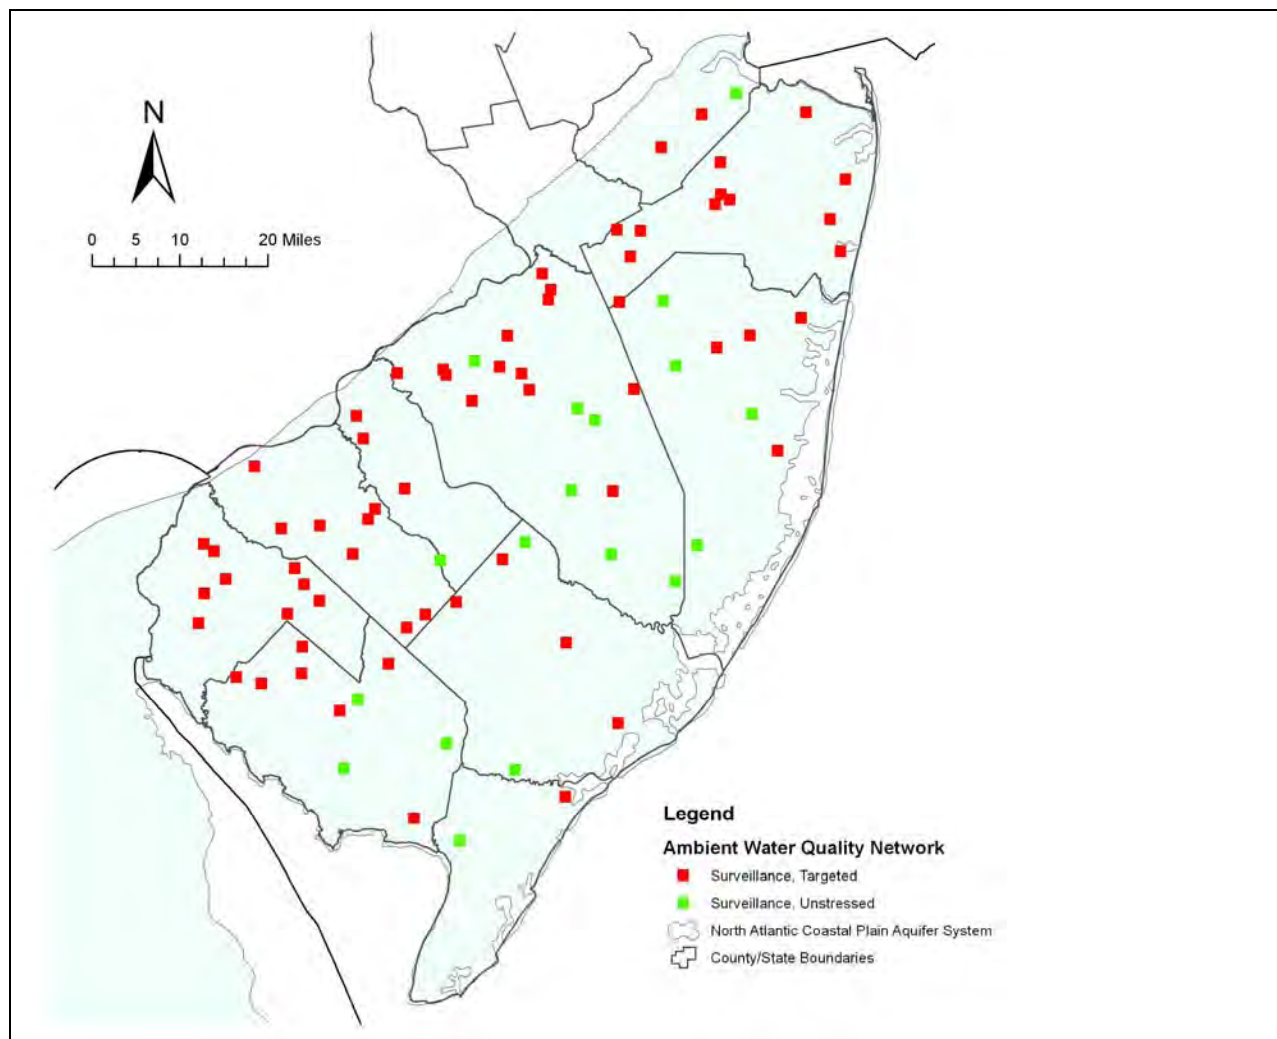 N
0 5 10 20 Miles
Legend
Ambient Water Quality Network
Surveillance, Targeted
Surveillance, Unstressed
North Atlantic Coastal Plain Aquifer System
County/State Boundaries